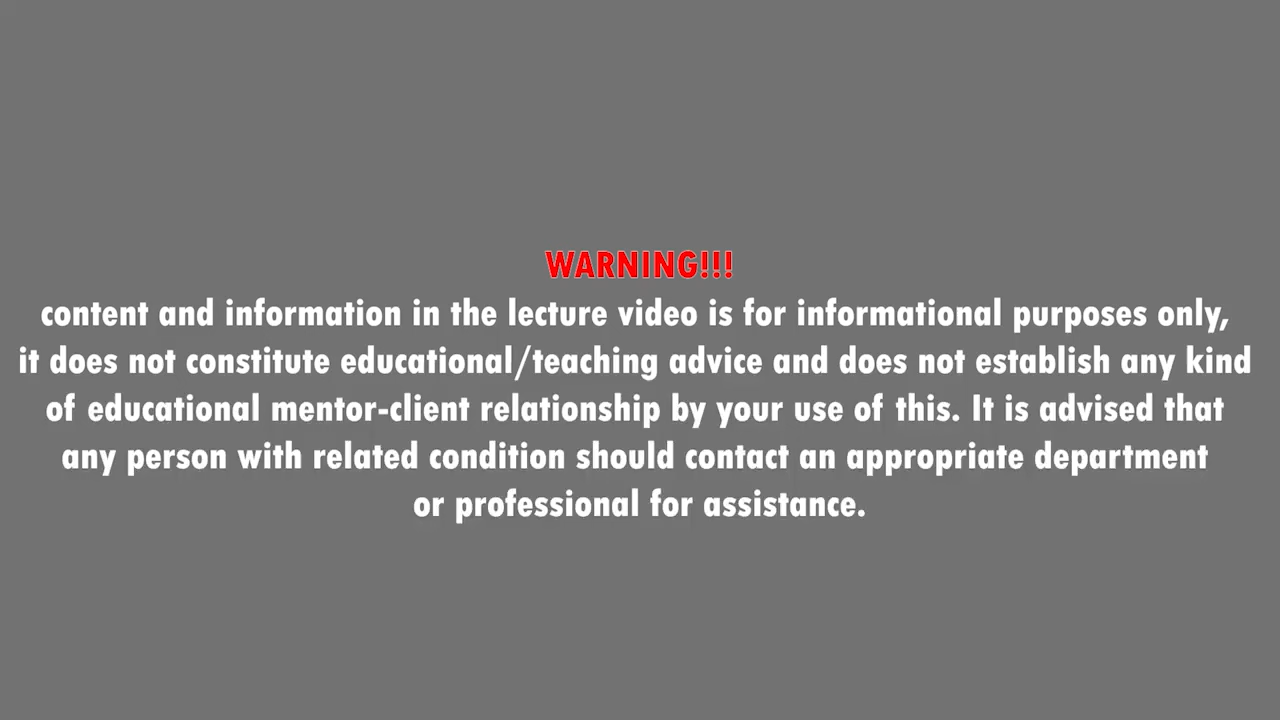 WARNING!!!
content and information in the lecture video is for informational purposes only,
it does not constitute educational/teaching advice and does not establish any kind
of educational mentor-client relationship by your use of this. It is advised that
any person with related condition should contact an appropriate department
or professional for assistance.